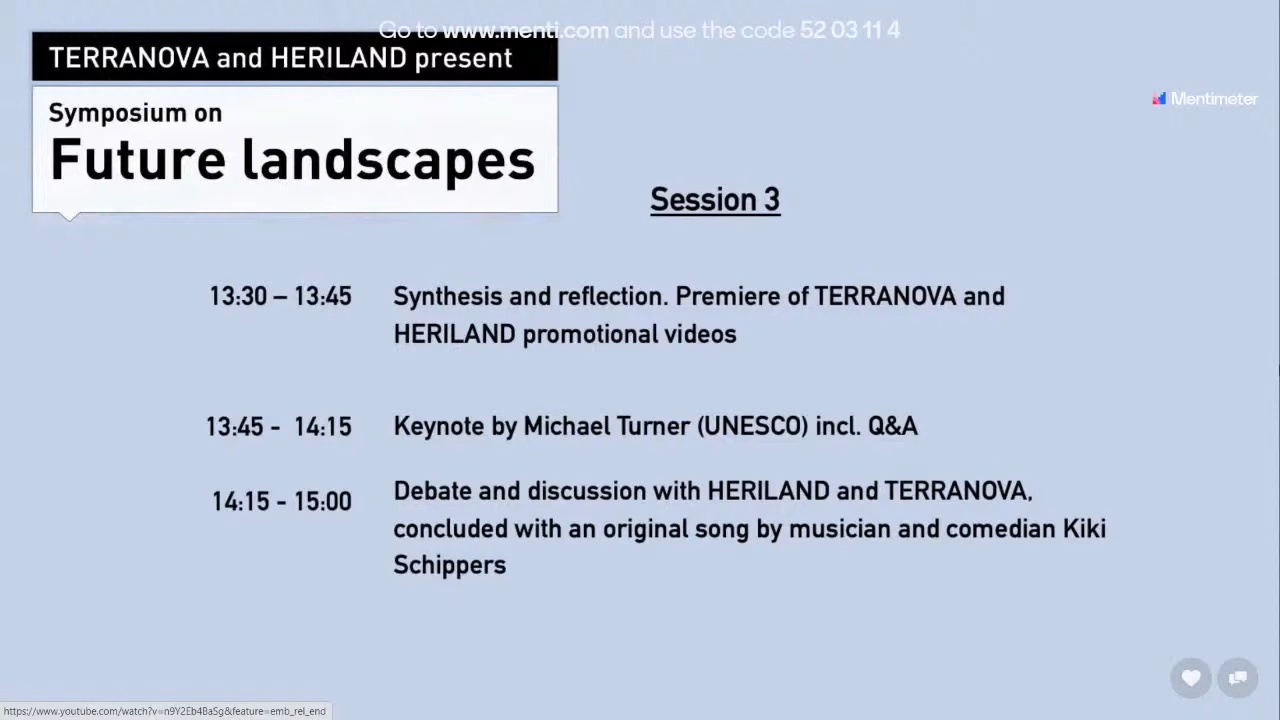 Go to www.menti.com and use the code 52 03 11 4
TERRANOVA and HERILAND present
Mentimeter
Symposium on
Future landscapes
Session 3
13:30 – 13:45
Synthesis and reflection. Premiere of TERRANOVA and
HERILAND promotional videos
13:45 - 14:15
Keynote by Michael Turner (UNESCO) incl. Q&A
14:15 - 15:00
Debate and discussion with HERILAND and TERRANOVA,
concluded with an original song by musician and comedian Kiki
Schippers
https://www.youtube.com/watch?v=n9Y2Eb4BaSg&feature=emb_rel_end